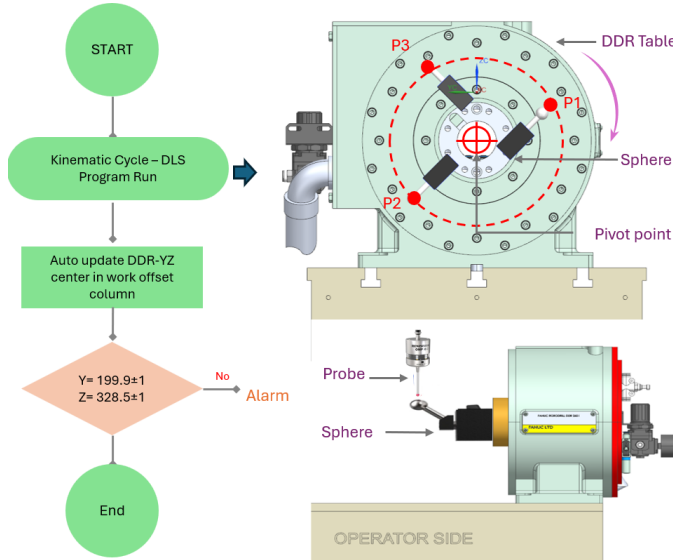 START
Kinematic Cycle – DLS
Program Run
Auto update DDR-YZ
center in work offset
column
Y= 199.9±1
Z= 328.5±1
No
Alarm
End
P3
ZC
P1
P2
DDR Table
Sphere
Pivot point
Probe
Sphere
FANUC LTD
OPERATOR SIDE